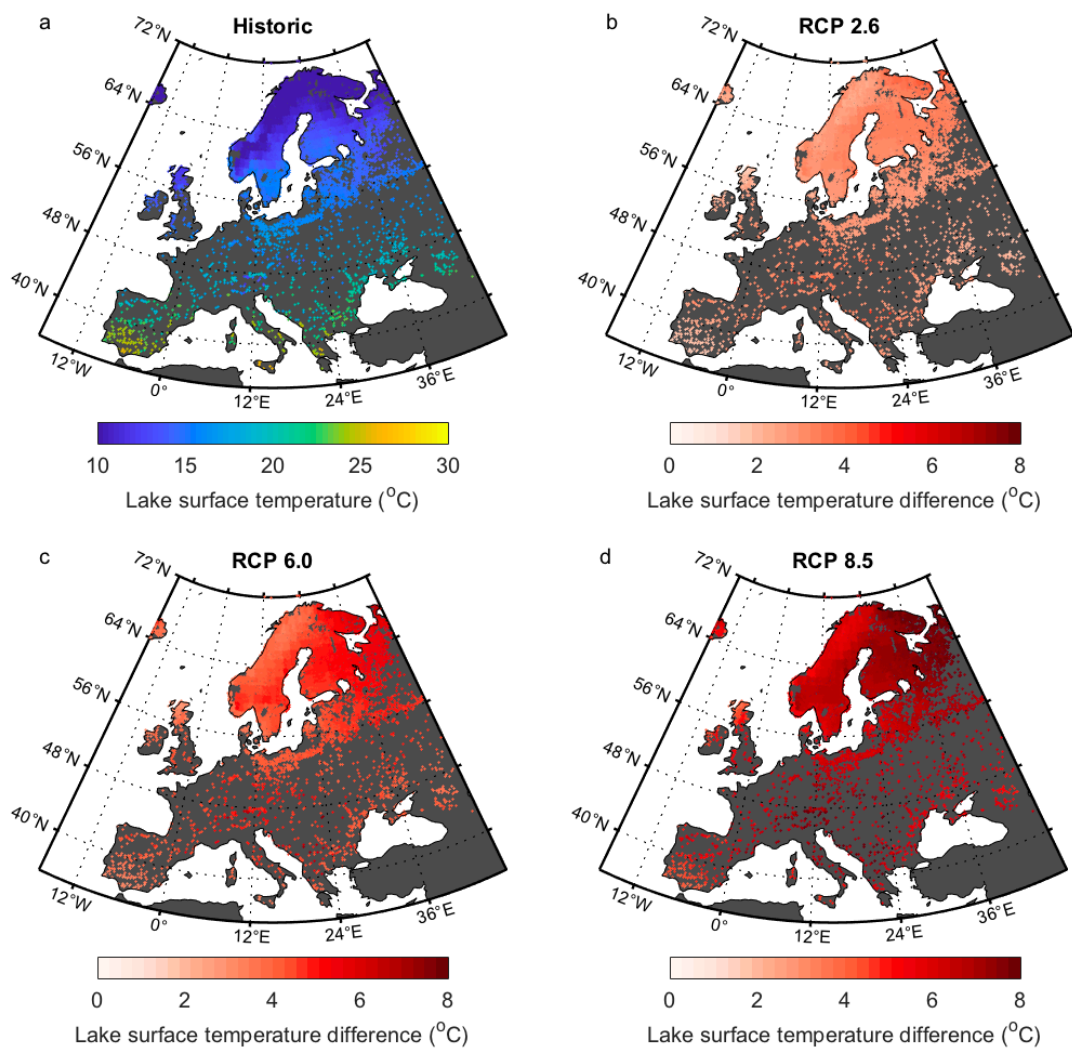 a
Historic
72°N
64°N
56°N
48°N
40°N
12°W
0°
12°E
24°E
36°E
10 15 20 25 30
Lake surface temperature (°C)
b
RCP 2.6
72°N
64°N
56°N
48°N
40°N
12°W
0°
12°E
24°E
36°E
0 2 4 6 8
Lake surface temperature difference (°C)
c
RCP 6.0
72°N
64°N
56°N
48°N
40°N
12°W
0°
12°E
24°E
36°E
0 2 4 6 8
Lake surface temperature difference (°C)
d
RCP 8.5
72°N
64°N
56°N
48°N
40°N
12°W
0°
12°E
24°E
36°E
0 2 4 6 8
Lake surface temperature difference (°C)